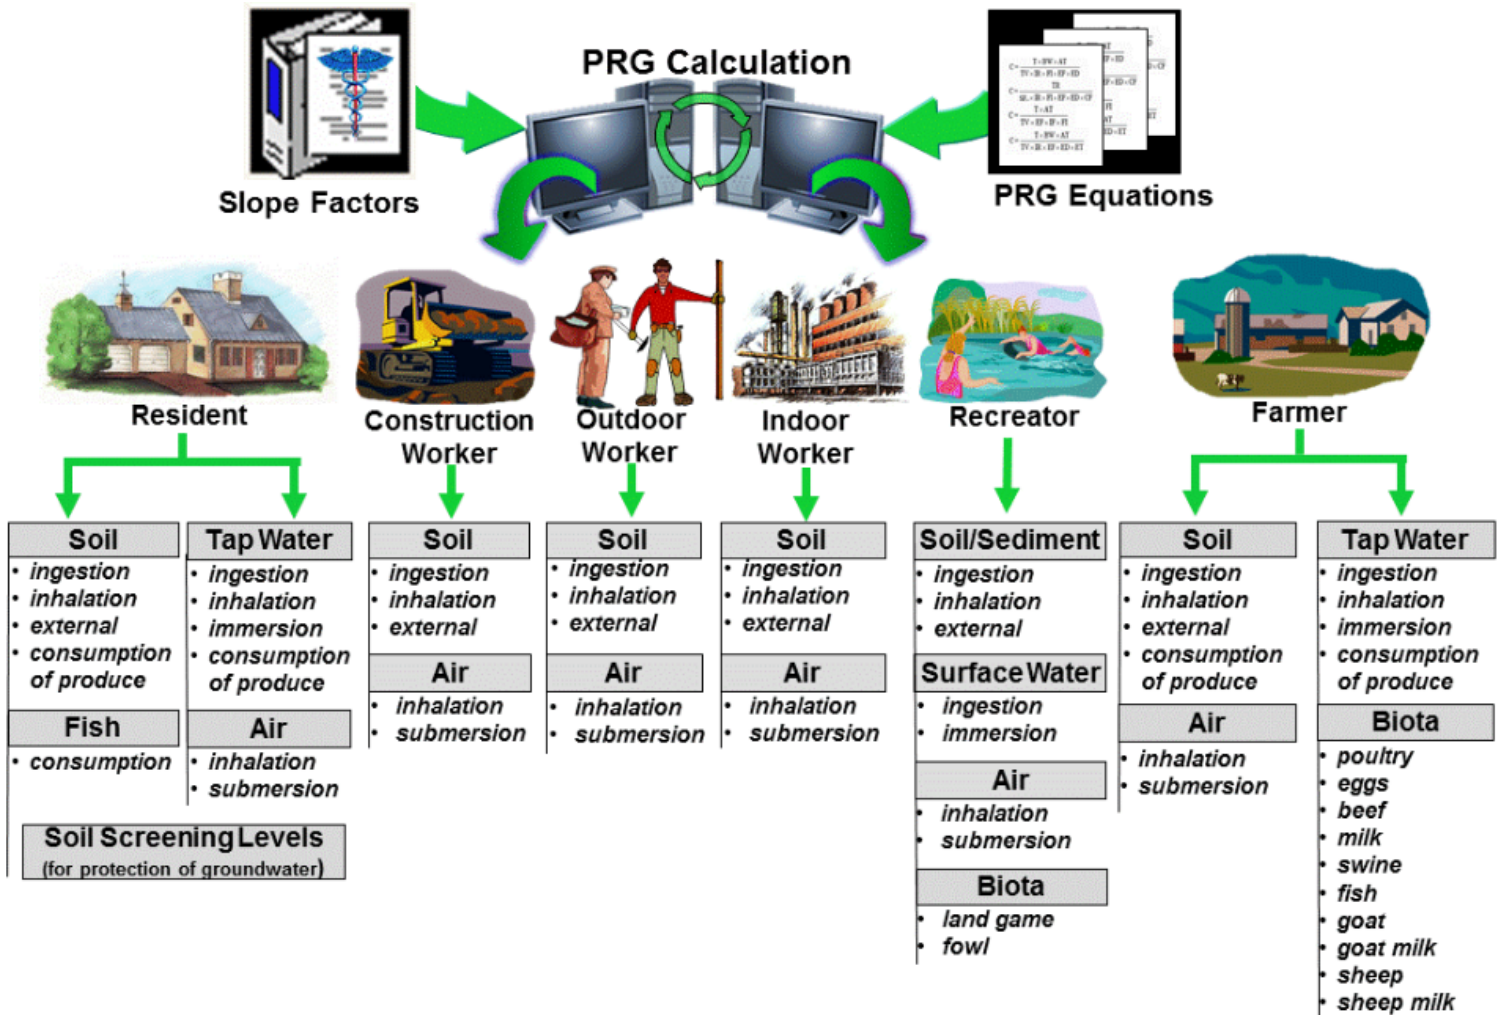 PRG Calculation
Slope Factors
PRG Equations
Resident
Construction
Worker
Outdoor
Worker
Indoor
Worker
Recreator
Farmer
Soil
• ingestion
• inhalation
• external
• consumption
of produce
Fish
• consumption
Tap Water
• ingestion
• inhalation
• immersion
• consumption
of produce
Air
• inhalation
• submersion
Soil Screening Levels
(for protection of groundwater)
Soil
• ingestion
• inhalation
• external
Air
• inhalation
• submersion
Soil
• ingestion
• inhalation
• external
Air
• inhalation
• submersion
Soil
• ingestion
• inhalation
• external
Air
• inhalation
• submersion
Soil/Sediment
• ingestion
• inhalation
• external
Surface Water
• ingestion
• immersion
Air
• inhalation
• submersion
Biota
• land game
• fowl
Soil
• ingestion
• inhalation
• external
• consumption
of produce
Air
• inhalation
• submersion
Tap Water
• ingestion
• inhalation
• immersion
• consumption
of produce
Biota
• poultry
• eggs
• beef
• milk
• swine
• fish
• goat
• goat milk
• sheep
• sheep milk